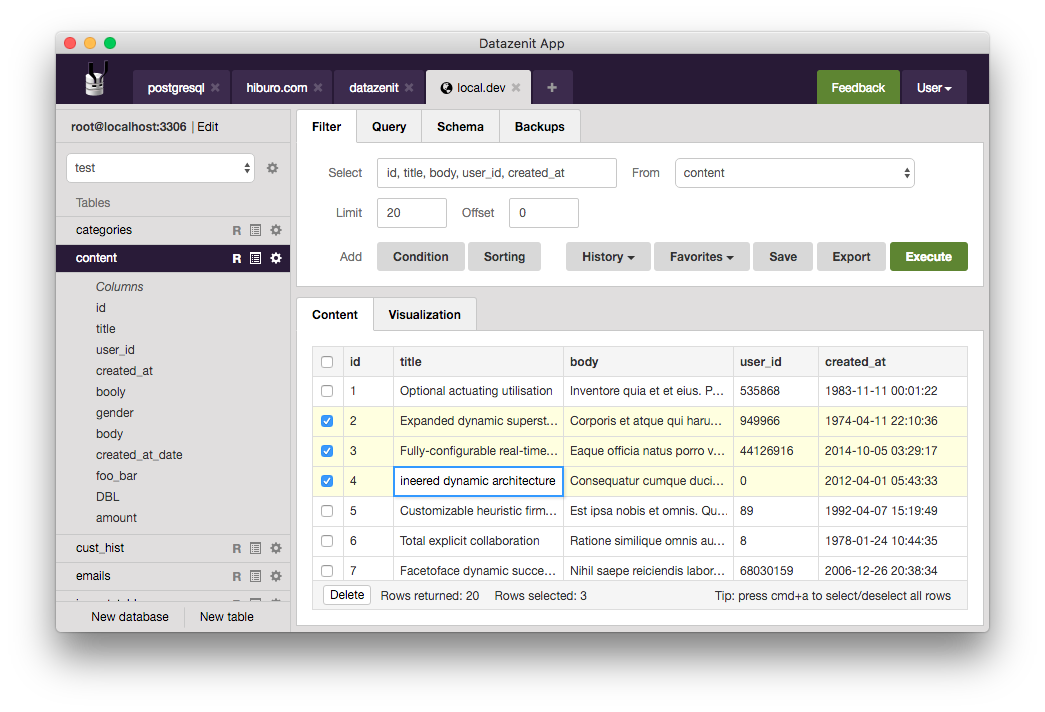 Datazenit App
postgresql
hiburo.com
datazenit
local.dev
+
Feedback
User
root@localhost:3306 | Edit
test
Tables
categories R
content R
Columns
id
title
user_id
created_at
booly
gender
body
created_at_date
foo_bar
DBL
amount
cust_hist R
emails R
New database
New table
Filter Query Schema Backups
Select id, title, body, user_id, created_at From content
Limit 20 Offset 0
Add Condition Sorting History Favorites Save Export Execute
Content Visualization
id title body user_id created_at
1 Optional actuating utilisation Inventore quia et et eius. P... 535868 1983-11-11 00:01:22
2 Expanded dynamic superst... Corporis et atque qui haru... 949966 1974-04-11 22:10:36
3 Fully-configurable real-time... Eaque officia natus porro v... 44126916 2014-10-05 03:29:17
4 ineered dynamic architecture Consequatur cumque duci... 0 2012-04-01 05:43:33
5 Customizable heuristic firm... Est ipsa nobis et omnis. Qu... 89 1992-04-07 15:19:49
6 Total explicit collaboration Ratione similique omnis au... 8 1978-01-24 10:44:35
7 Facetoface dynamic succe... Nihil saepe reiciendis labor... 68030159 2006-12-26 20:38:34
Delete Rows returned: 20 Rows selected: 3 Tip: press cmd+a to select/deselect all rows